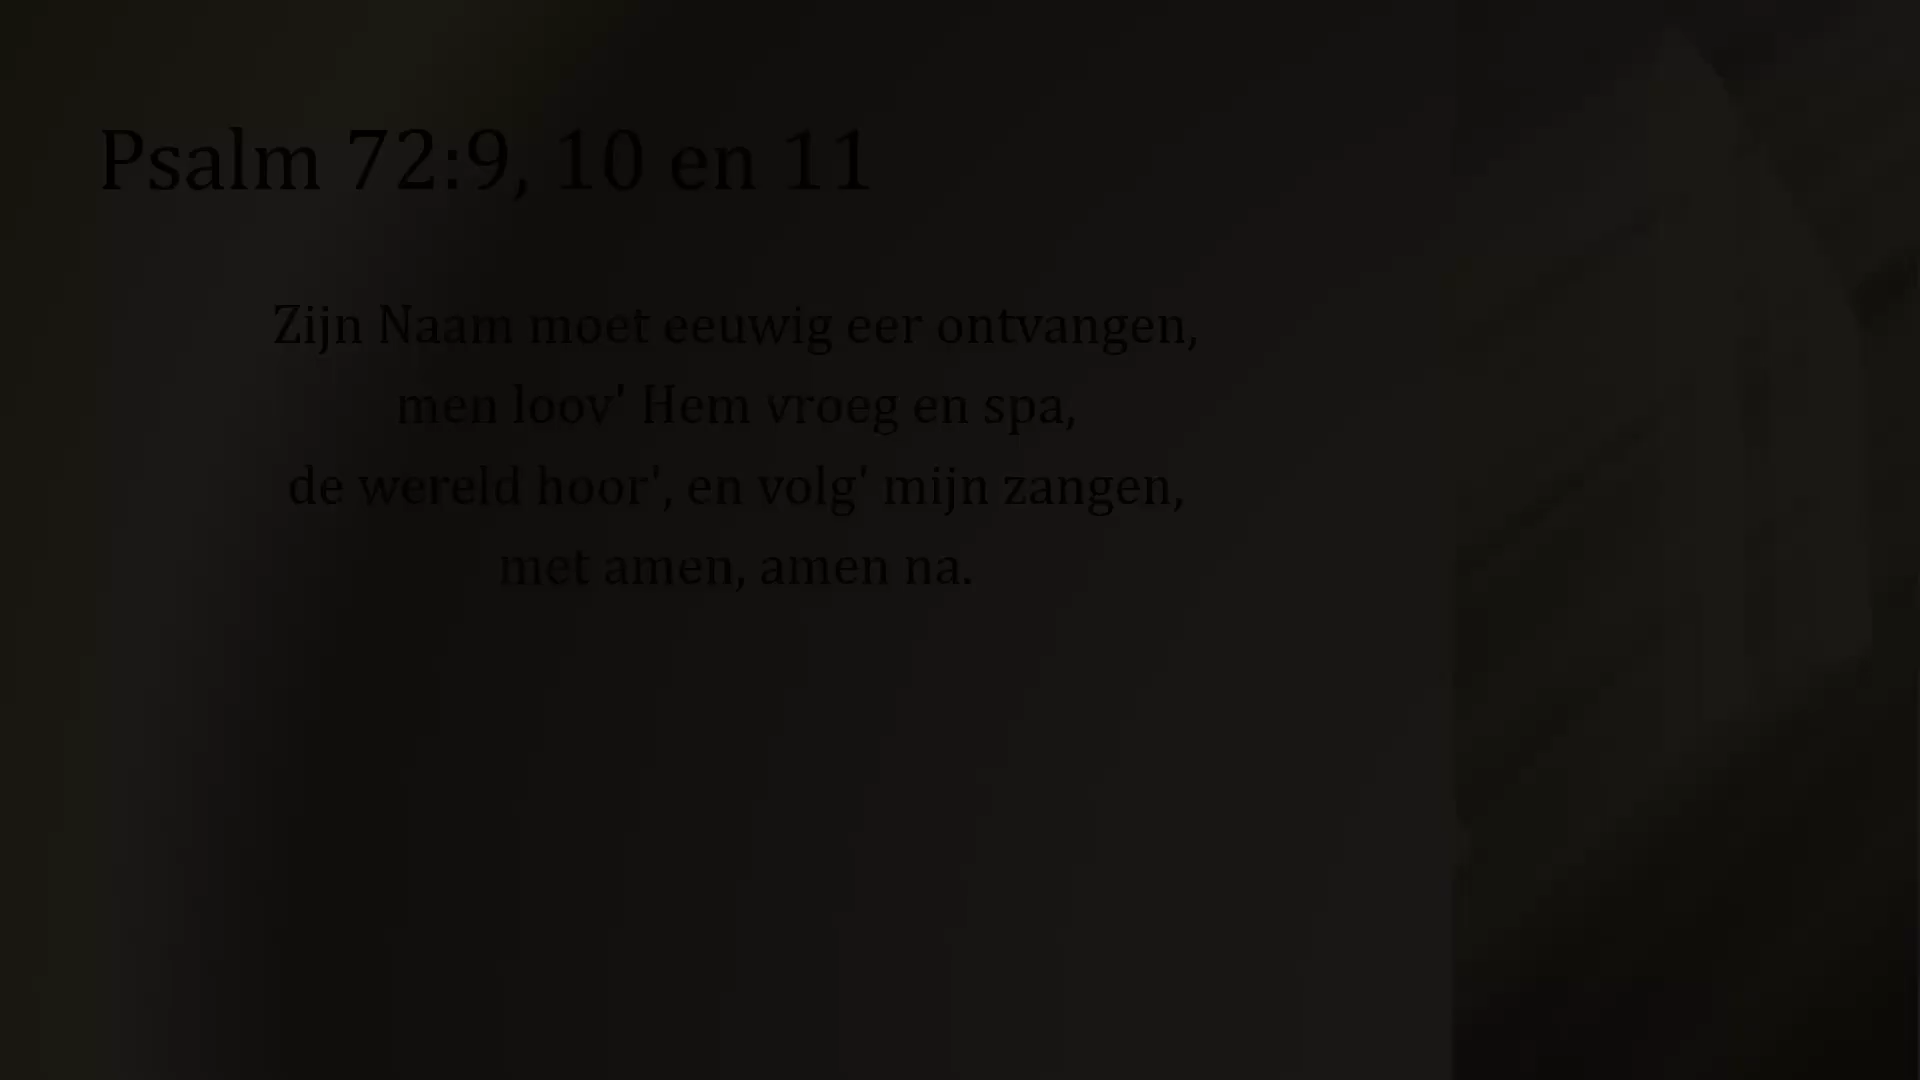 Psalm 72:9, 10 en 11
Zijn Naam moet eeuwig eer ontvangen,
men loov' Hem vroeg en spa,
de wereld hoor', en volg' mijn zangen,
met amen, amen na.